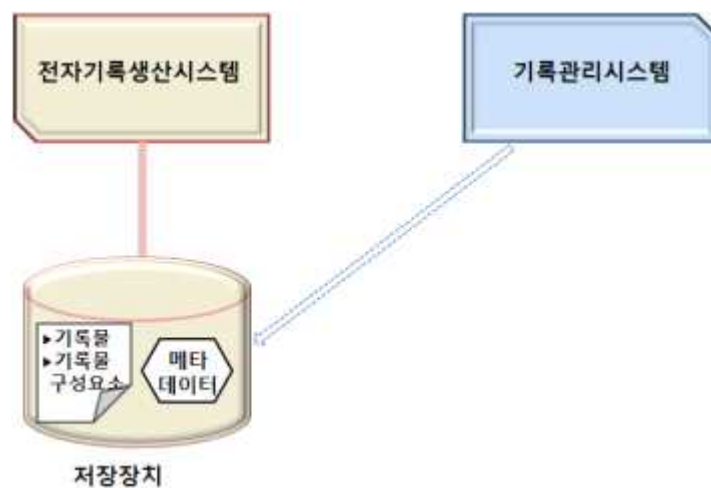 전자기록생산시스템
기록관리시스템
▸기록물
▸기록물
구성요소
메타
데이터
저장장치